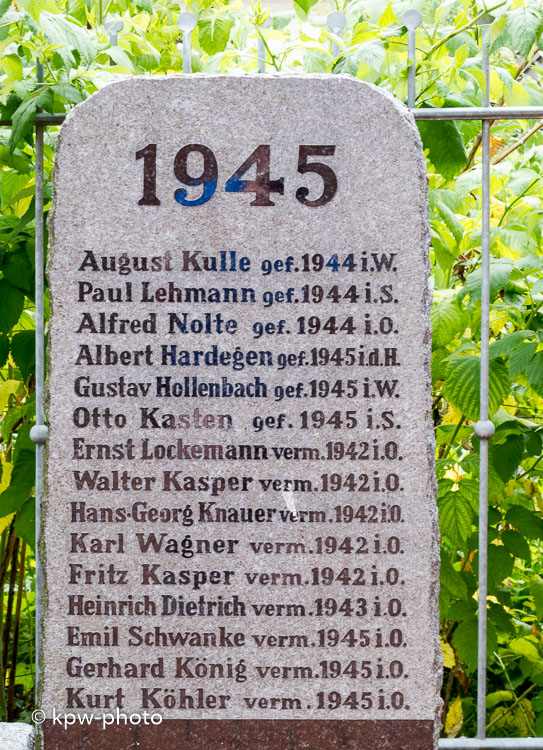 1945
August Kulle gef. 1944 i.W.
Paul Lehmann gef. 1944 i.S.
Alfred Nolte gef. 1944 i.O.
Albert Hardegen gef. 1945 i.d.H.
Gustav Hollenbach gef. 1945 i.W.
Otto Kasten gef. 1945 i.S.
Ernst Lockemann verm. 1942 i.O.
Walter Kasper verm. 1942 i.O.
Hans-Georg Knauer verm. 1942 i.O.
Karl Wagner verm. 1942 i.O.
Fritz Kasper verm. 1942 i.O.
Heinrich Dietrich verm. 1943 i.O.
Emil Schwanke verm. 1945 i.O.
Gerhard König verm. 1945 i.O.
Kurt Köhler verm. 1945 i.O.
© kpw-photo